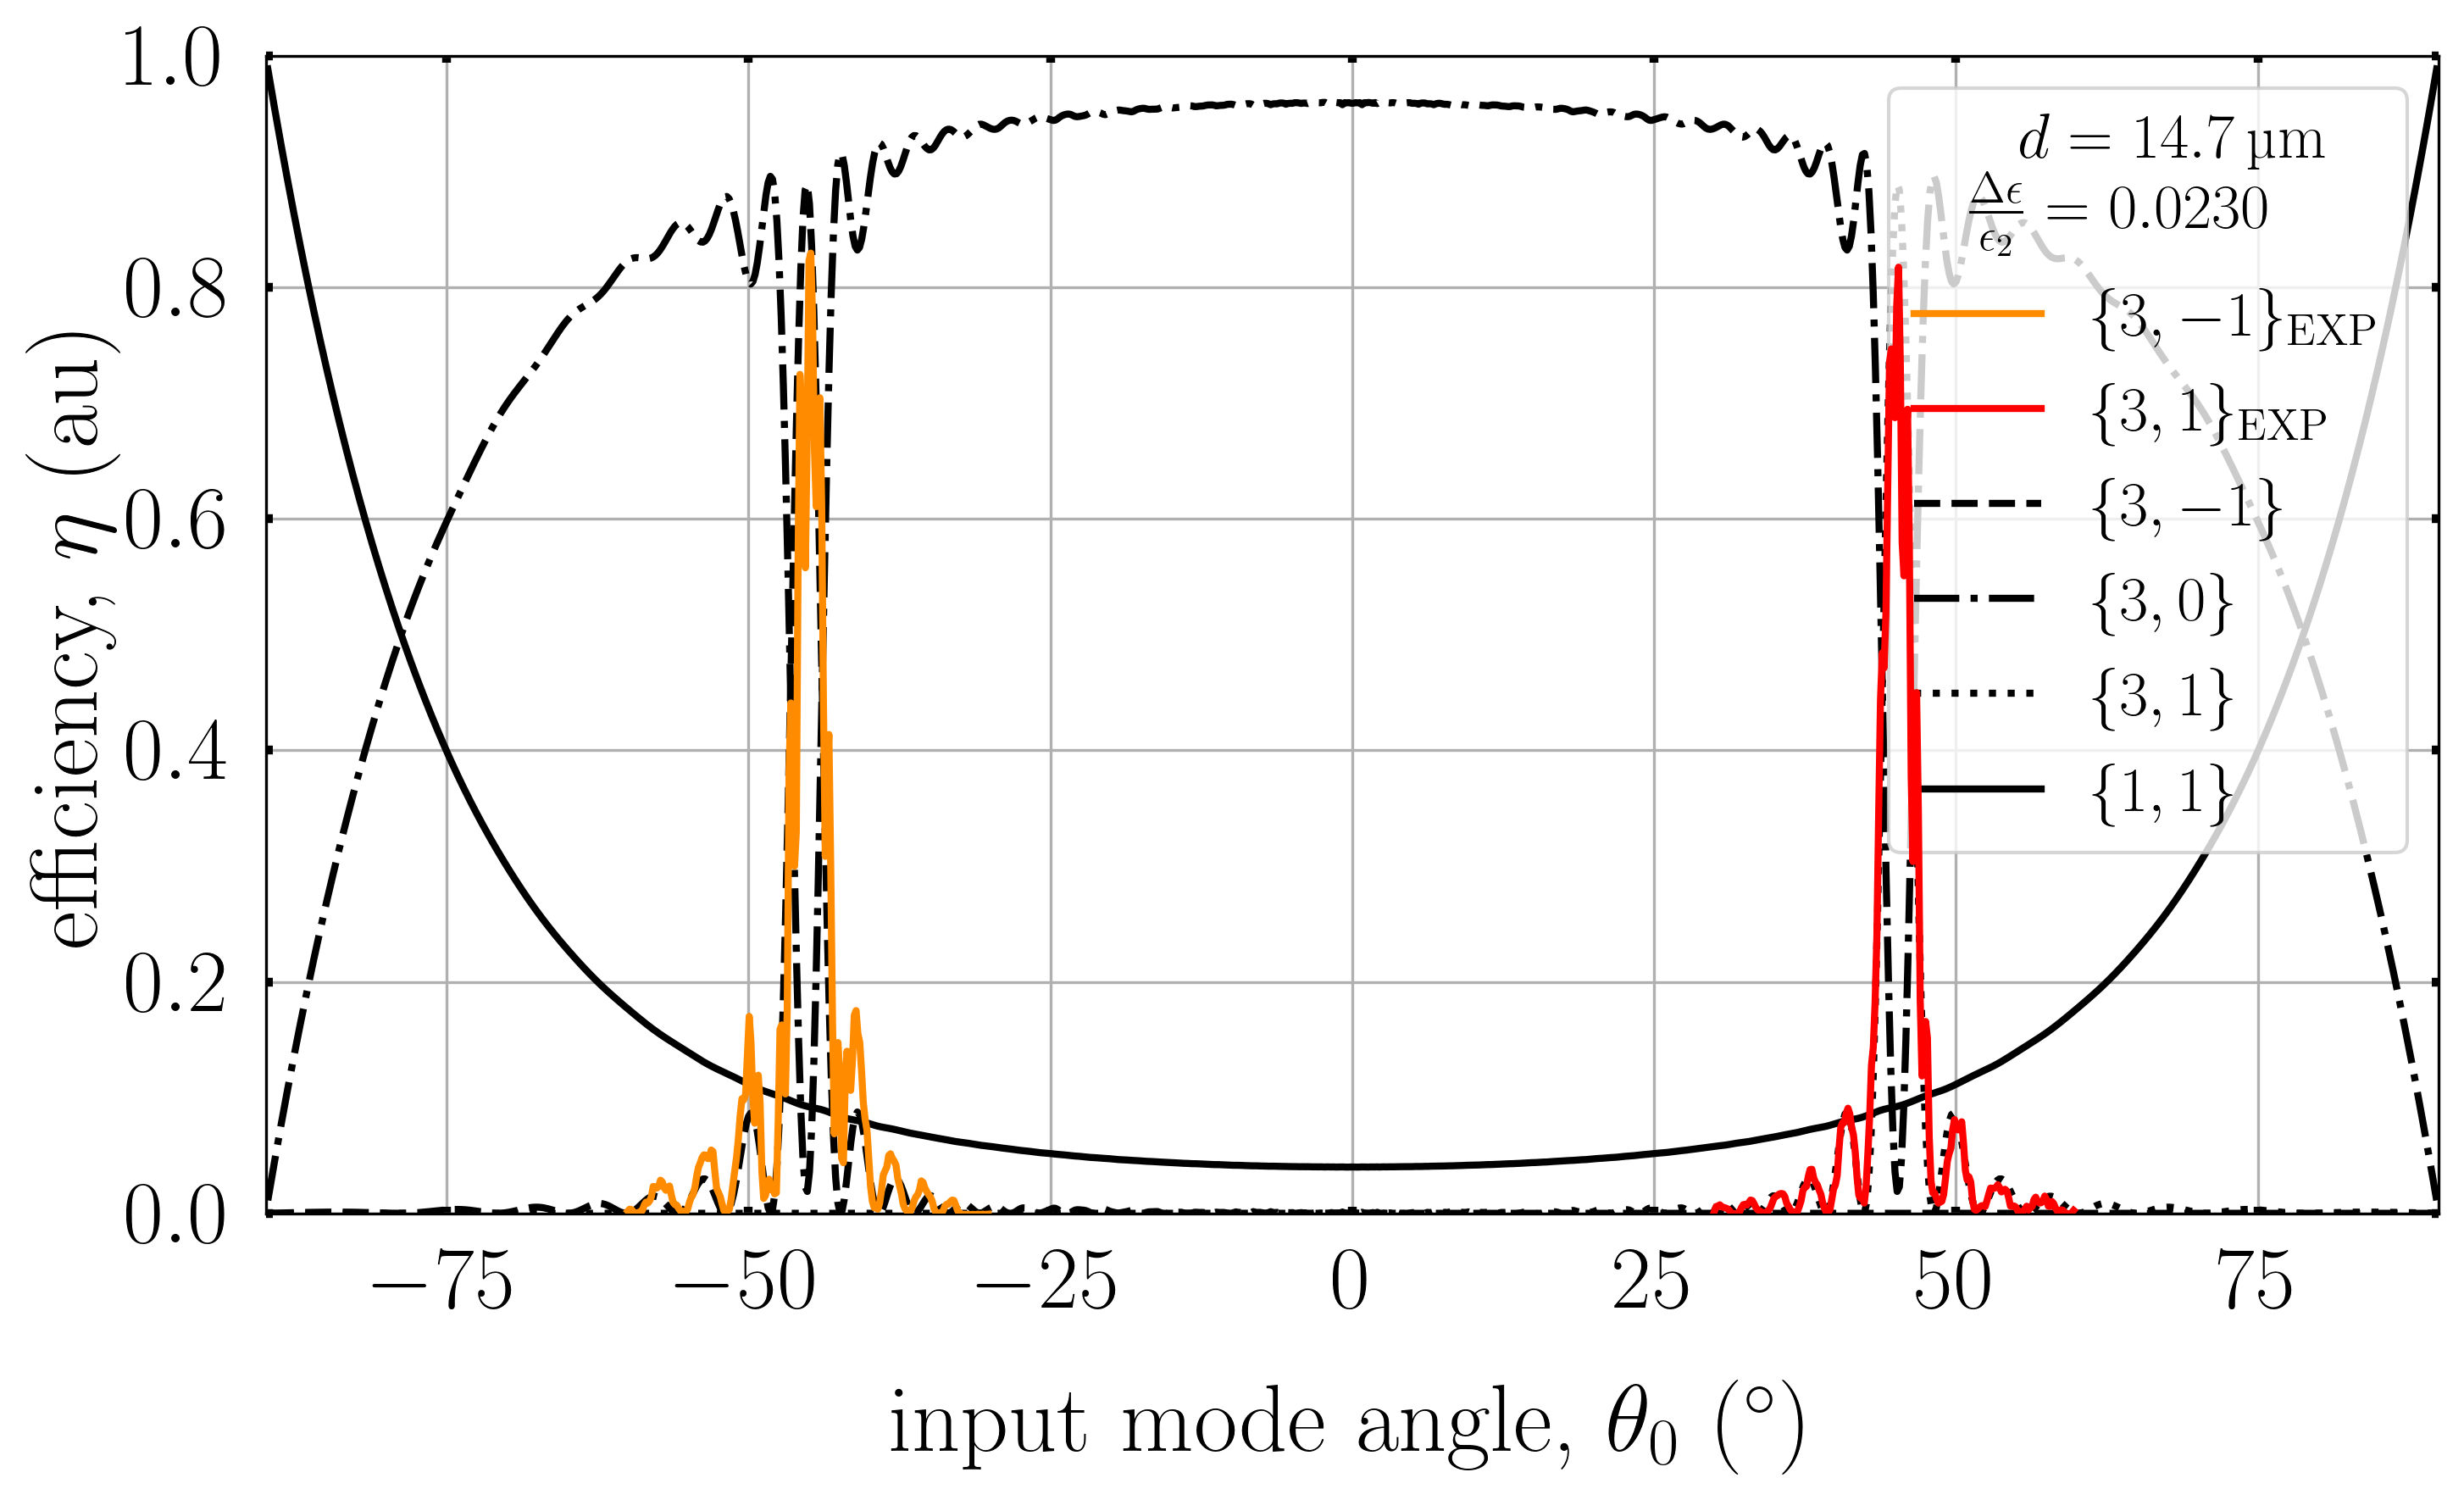 efficiency, η (au)
1.0
0.8
0.6
0.4
0.2
0.0
d = 14.7 μm
Δϵ/ϵ₂ = 0.0230
{3, −1}EXP
{3, 1}EXP
{3, −1}
{3, 0}
{3, 1}
{1, 1}
−75 −50 −25 0 25 50 75
input mode angle, θ₀ (°)